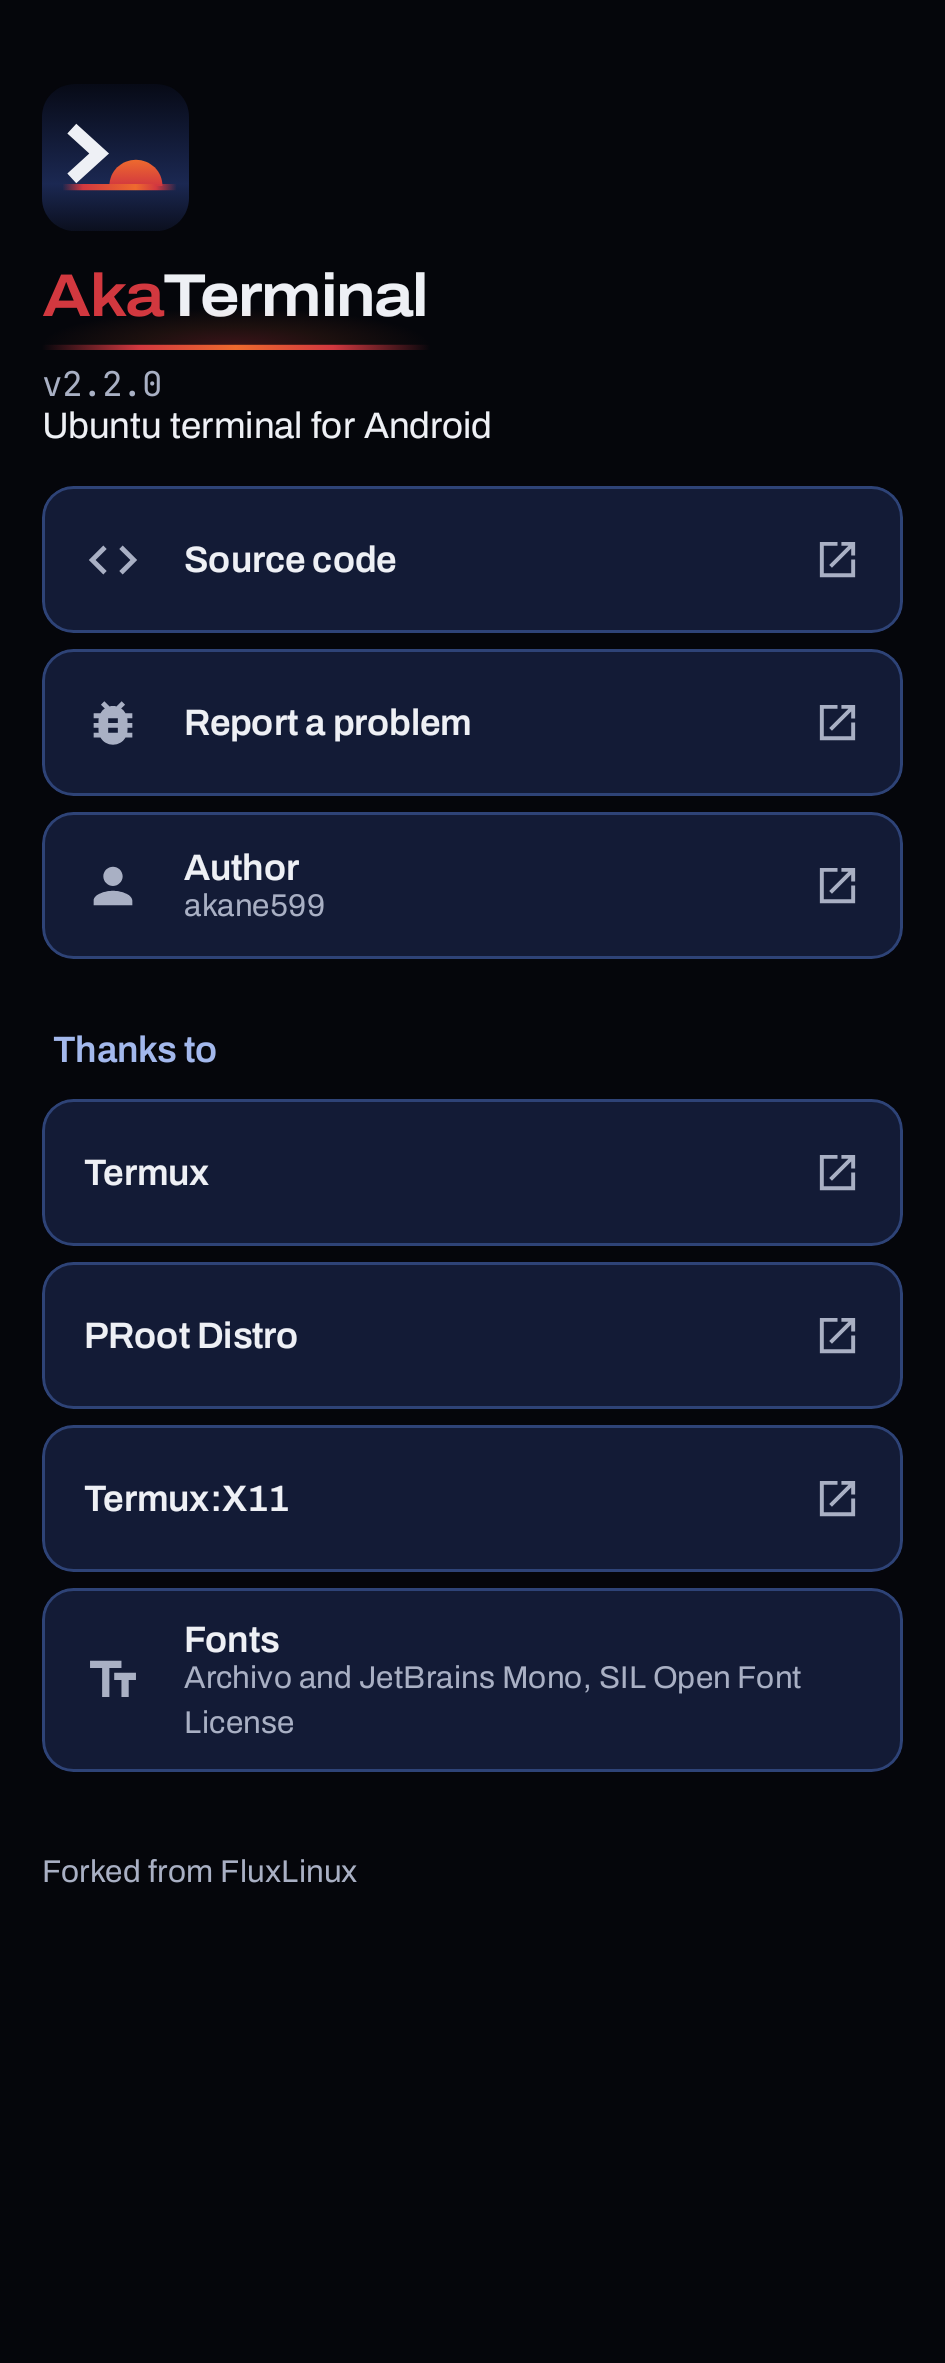 AkaTerminal
v2.2.0
Ubuntu terminal for Android
Source code
Report a problem
Author
akane599
Thanks to
Termux
PRoot Distro
Termux:X11
Fonts
Archivo and JetBrains Mono, SIL Open Font
License
Forked from FluxLinux